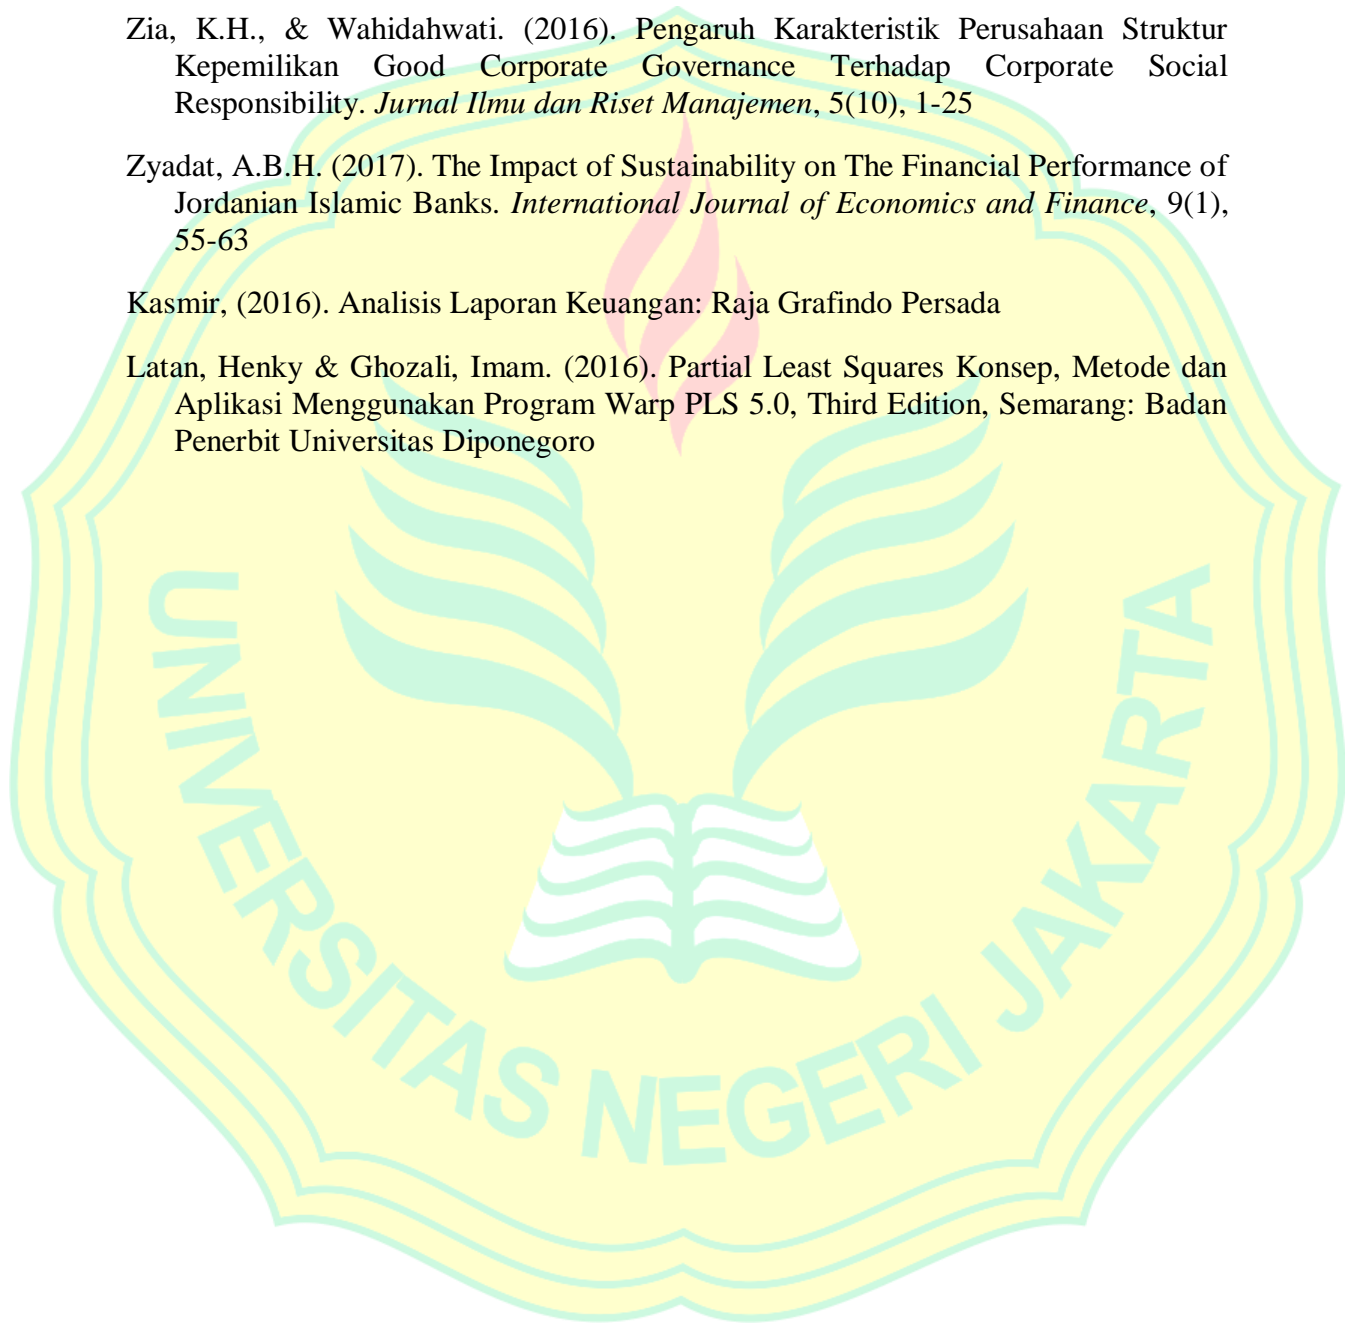 Zia, K.H., & Wahidahwati. (2016). Pengaruh Karakteristik Perusahaan Struktur
Kepemilikan Good Corporate Governance Terhadap Corporate Social
Responsibility. Jurnal Ilmu dan Riset Manajemen, 5(10), 1-25
Zyadat, A.B.H. (2017). The Impact of Sustainability on The Financial Performance of
Jordanian Islamic Banks. International Journal of Economics and Finance, 9(1),
55-63
Kasmir, (2016). Analisis Laporan Keuangan: Raja Grafindo Persada
Latan, Henky & Ghozali, Imam. (2016). Partial Least Squares Konsep, Metode dan
Aplikasi Menggunakan Program Warp PLS 5.0, Third Edition, Semarang: Badan
Penerbit Universitas Diponegoro
UNIVERSITAS NEGERI JAKARTA